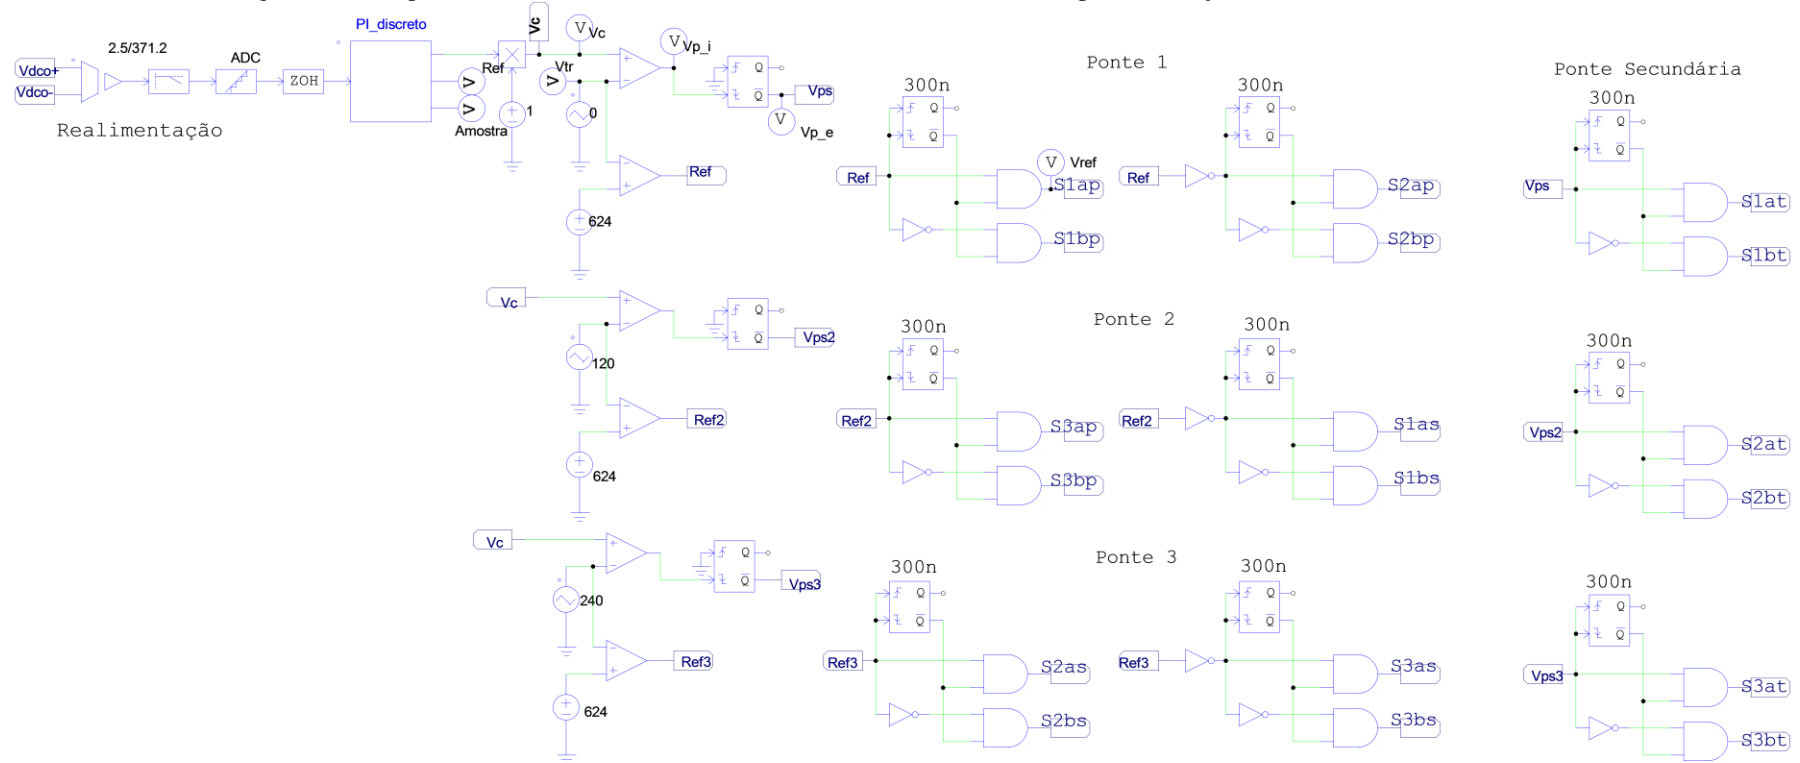 PI_discreto
2.5/371.2
ADC
Vdco+
Vdco-
ZOH
Realimentação
Ref
Amostra
V
V
1
Vc
V
Vc
Vtr
V
0
V
Vp_i
Q
Q
Vps
V
Vp_e
Ref
624
Vc
120
Q
Q
Vps2
Ref2
624
Vc
240
Q
Q
Vps3
Ref3
624
Ponte 1
300n
Q
Q
Ref
V
Vref
S1ap
S1bp
300n
Q
Q
Ref
S2ap
S2bp
Ponte Secundária
300n
Q
Q
Vps
S1at
S1bt
Ponte 2
300n
Q
Q
Ref2
S3ap
S3bp
300n
Q
Q
Ref2
S1as
S1bs
300n
Q
Q
Vps2
S2at
S2bt
Ponte 3
300n
Q
Q
Ref3
S2as
S2bs
300n
Q
Q
Ref3
S3as
S3bs
300n
Q
Q
Vps3
S3at
S3bt